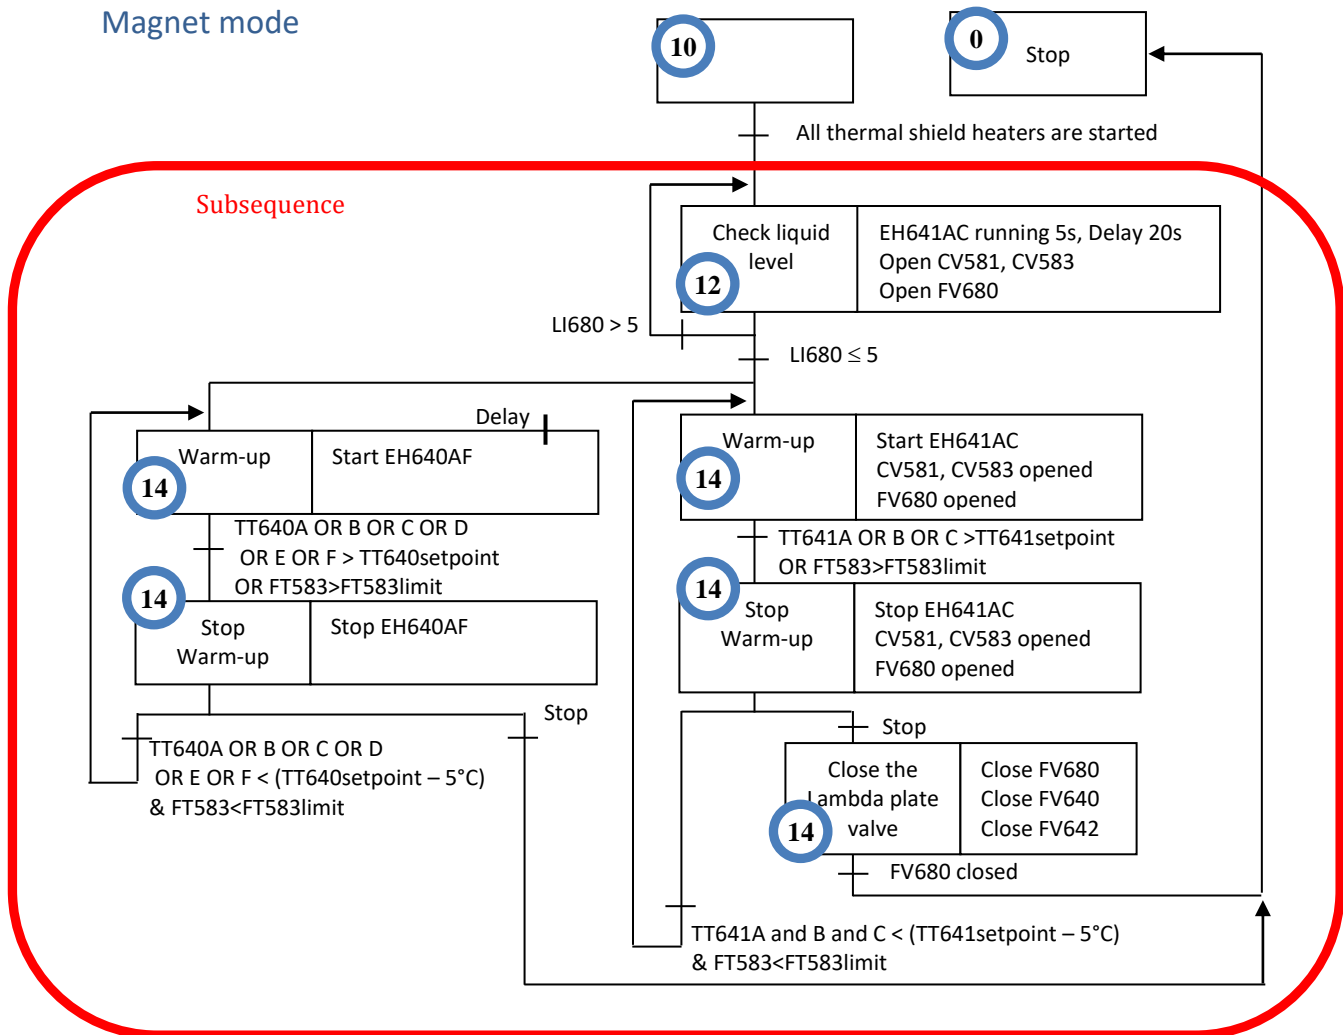 Magnet mode
10
0
Stop
All thermal shield heaters are started
Subsequence
Check liquid
level
12
EH641AC running 5s, Delay 20s
Open CV581, CV583
Open FV680
LI680 > 5
LI680 ≤ 5
Delay
Warm-up
14
Start EH640AF
Warm-up
14
Start EH641AC
CV581, CV583 opened
FV680 opened
TT640A OR B OR C OR D
OR E OR F > TT640setpoint
OR FT583>FT583limit
TT641A OR B OR C >TT641setpoint
OR FT583>FT583limit
14
Stop
Warm-up
Stop EH640AF
14
Stop
Warm-up
Stop EH641AC
CV581, CV583 opened
FV680 opened
Stop
TT640A OR B OR C OR D
OR E OR F < (TT640setpoint – 5°C)
& FT583<FT583limit
Stop
Close the
Lambda plate
valve
14
Close FV680
Close FV640
Close FV642
FV680 closed
TT641A and B and C < (TT641setpoint – 5°C)
& FT583<FT583limit